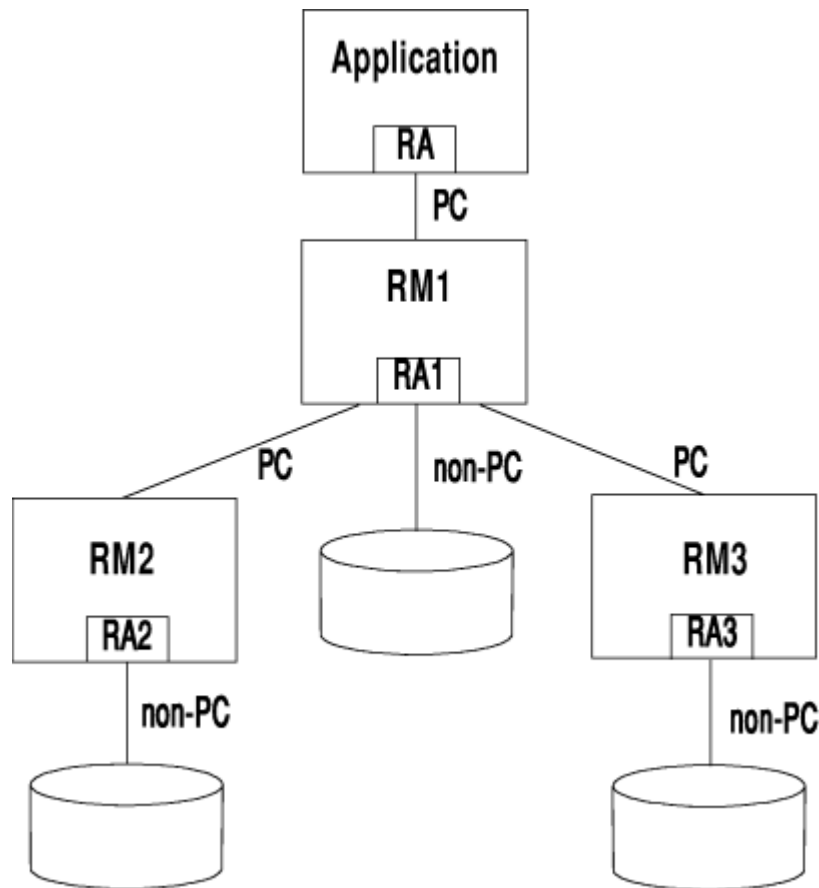 Application
RA
PC
RM1
RA1
PC
non-PC
PC
RM2
RM3
RA2
RA3
non-PC
non-PC